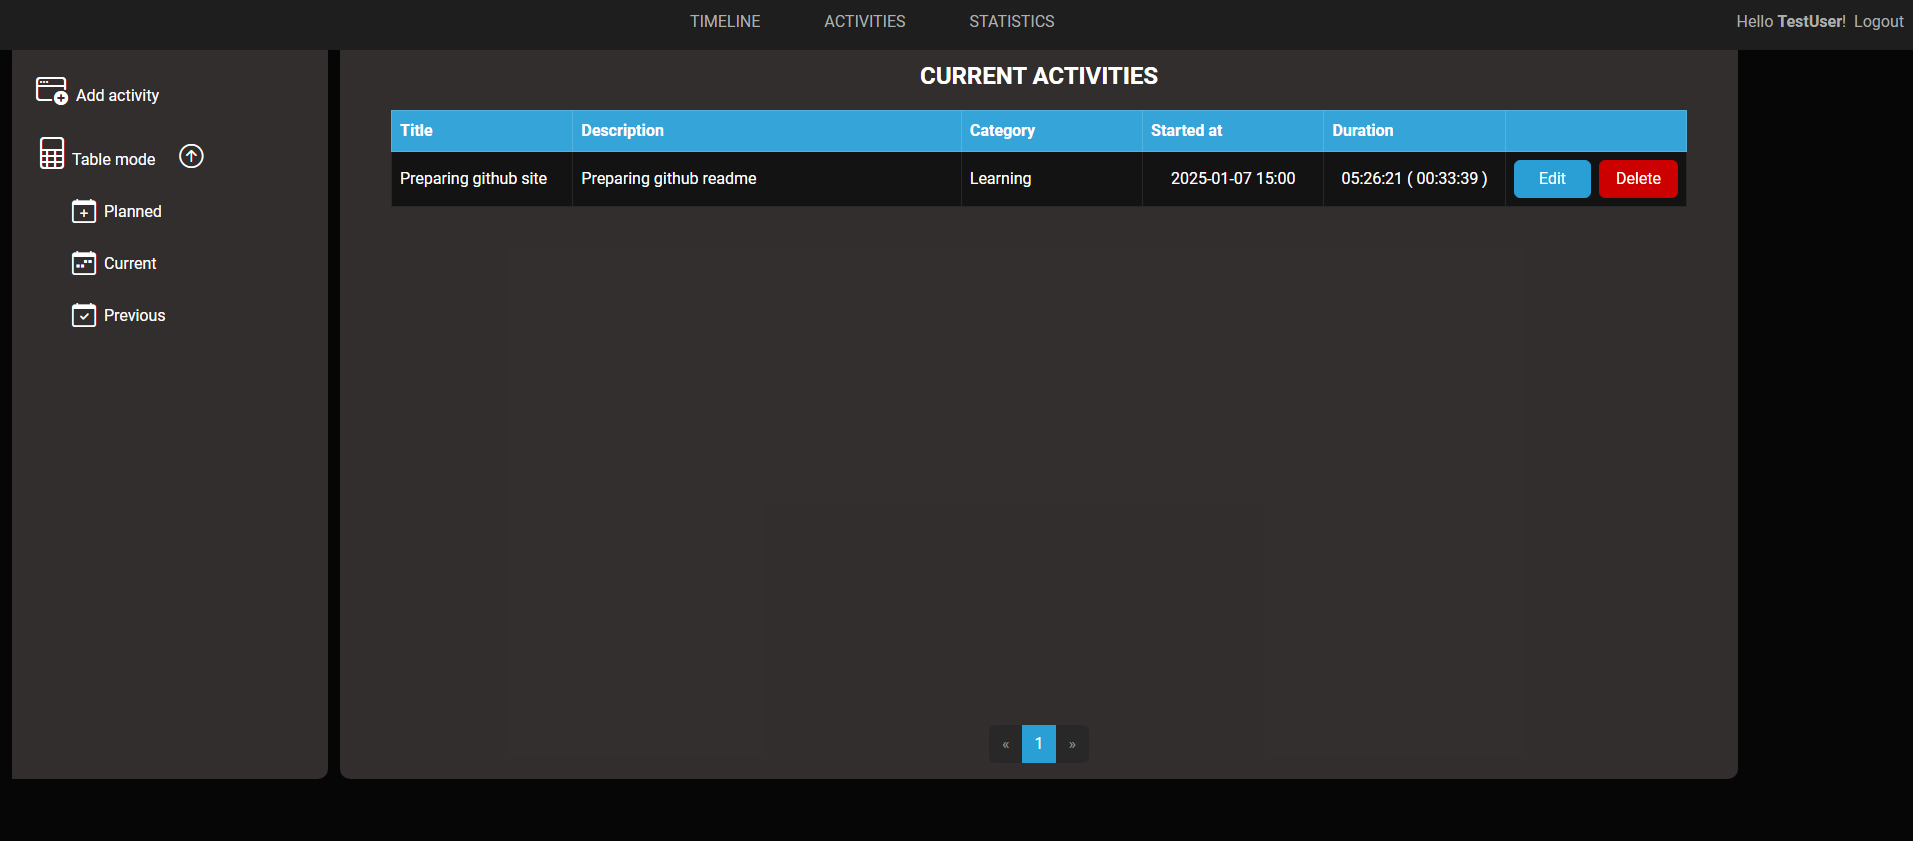 TIMELINE ACTIVITIES STATISTICS Hello TestUser! Logout
Add activity
Table mode
Planned
Current
Previous
CURRENT ACTIVITIES
Title Description Category Started at Duration
Preparing github site Preparing github readme Learning 2025-01-07 15:00 05:26:21 ( 00:33:39 ) Edit Delete
« 1 »